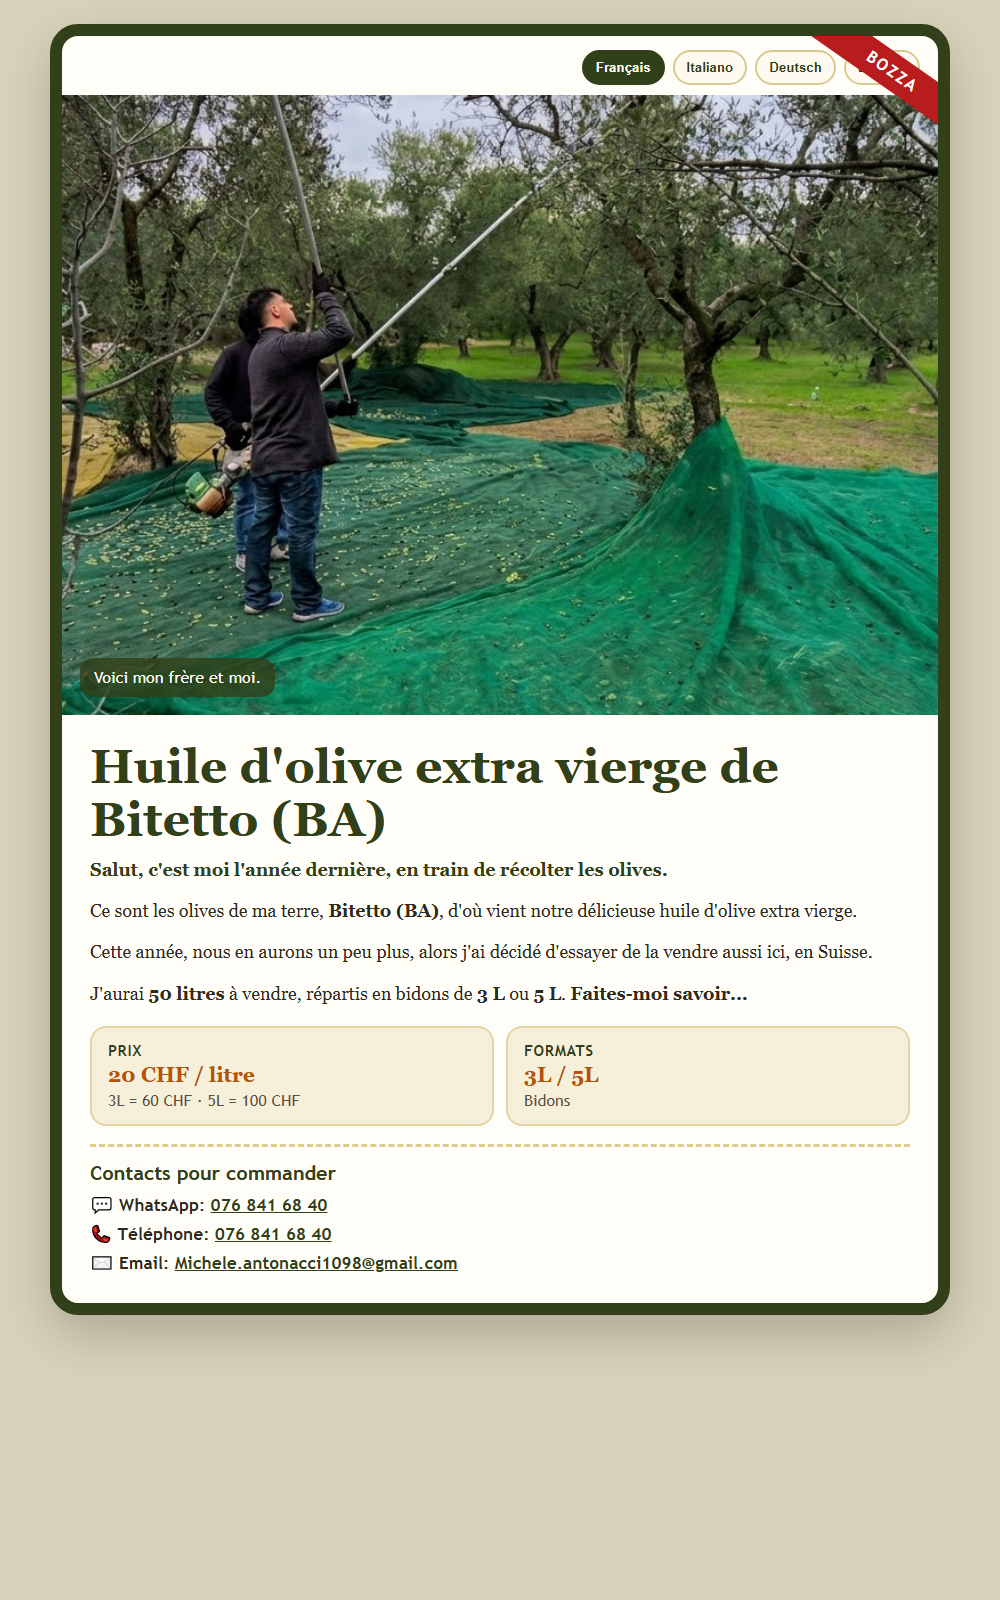 Français
Italiano
Deutsch
BOZZA
Voici mon frère et moi.
Huile d'olive extra vierge de
Bitetto (BA)
Salut, c'est moi l'année dernière, en train de récolter les olives.
Ce sont les olives de ma terre, Bitetto (BA), d'où vient notre délicieuse huile d'olive extra vierge.
Cette année, nous en aurons un peu plus, alors j'ai décidé d'essayer de la vendre aussi ici, en Suisse.
J'aurai 50 litres à vendre, répartis en bidons de 3 L ou 5 L. Faites-moi savoir...
PRIX
20 CHF / litre
3L = 60 CHF · 5L = 100 CHF
FORMATS
3L / 5L
Bidons
Contacts pour commander
WhatsApp: 076 841 68 40
Téléphone: 076 841 68 40
Email: Michele.antonacci1098@gmail.com